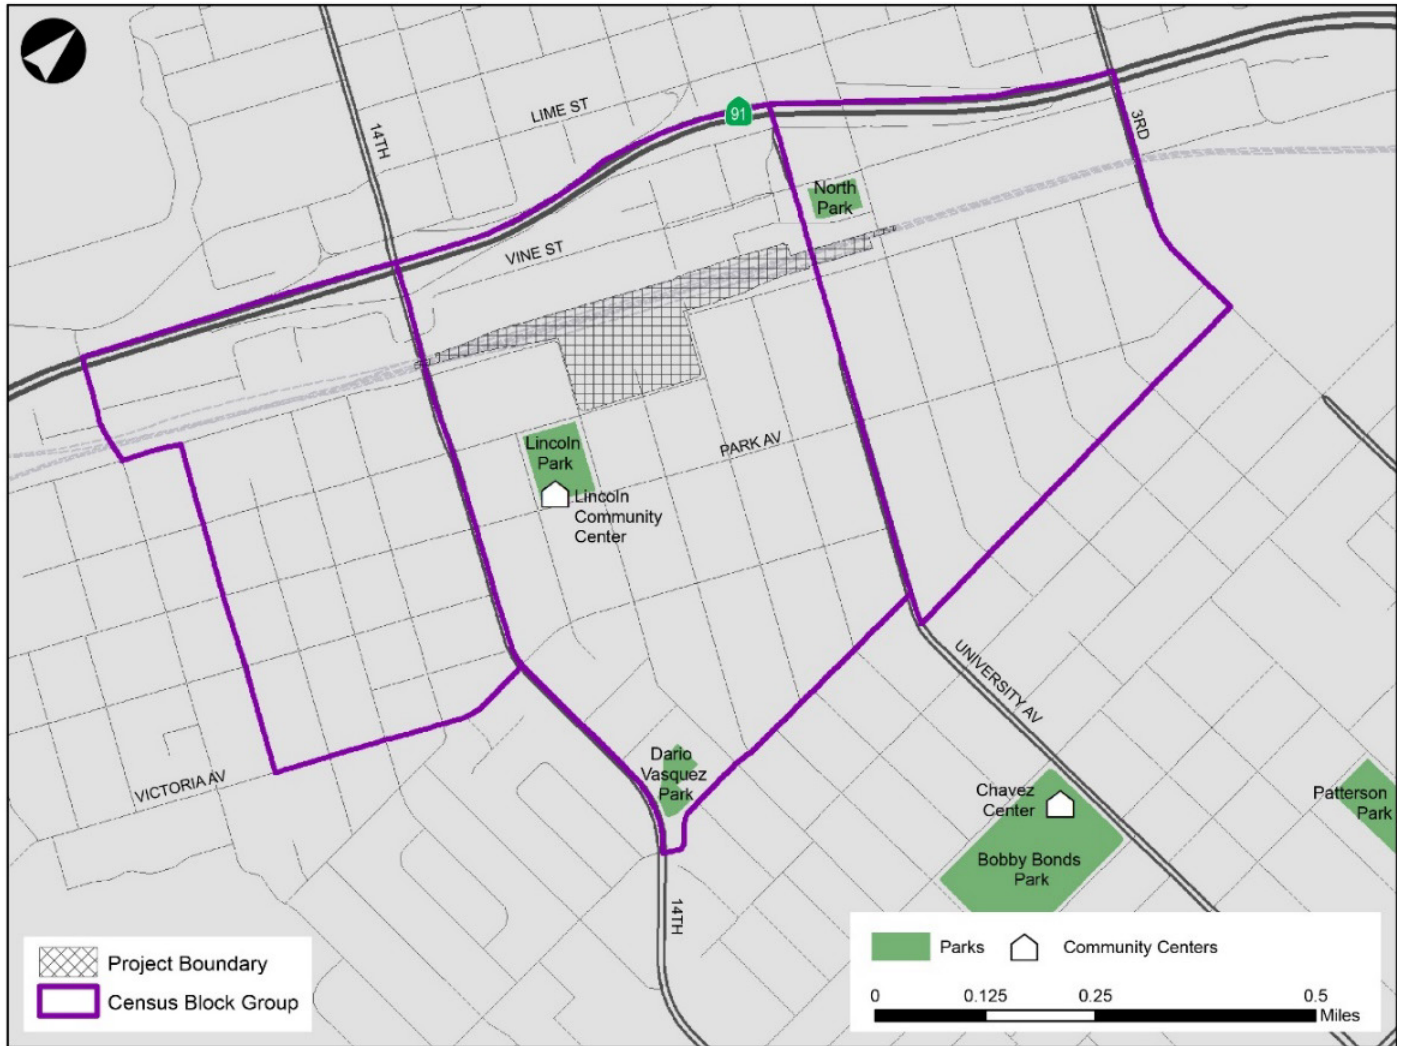 14TH
LIME ST
91
3RD
North
Park
VINE ST
PARK AV
Lincoln
Park
Lincoln
Community
Center
UNIVERSITY AV
VICTORIA AV
Dario
Vasquez
Park
Chavez
Center
Bobby Bonds
Park
Patterson
Park
14TH
Project Boundary
Census Block Group
Parks
Community Centers
0 0.125 0.25 0.5
Miles